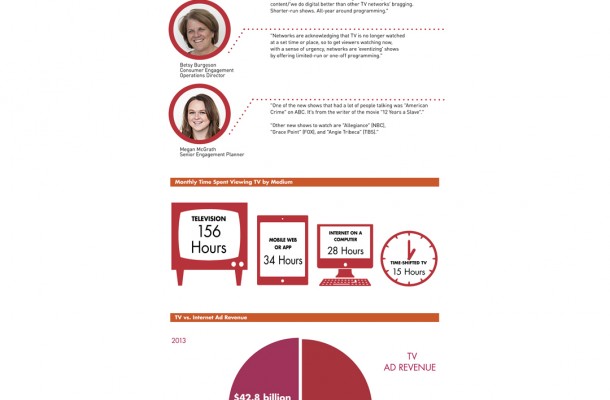 content/"we do digital better than other TV networks' bragging.
Shorter-run shows. All-year around programming."
"Networks are acknowledging that TV is no longer watched
at a set time or place, so to get viewers watching now,
with a sense of urgency, networks are 'eventizing' shows
by offering limited-run or one-off programming."
Betsy Burgeson
Consumer Engagement
Operations Director
"One of the new shows that had a lot of people talking was "American
Crime" on ABC. It's from the writer of the movie "12 Years a Slave"."
"Other new shows to watch are "Allegiance" (NBC),
"Grace Point" (FOX), and "Angie Tribeca" (TBS)."
Megan McGrath
Senior Engagement Planner
Monthly Time Spent Viewing TV by Medium
TELEVISION
156
Hours
MOBILE WEB
OR APP
34 Hours
INTERNET ON A
COMPUTER
28 Hours
TIME-SHIFTED TV
15 Hours
TV vs. Internet Ad Revenue
2013
TV
AD REVENUE
$42.8 billion